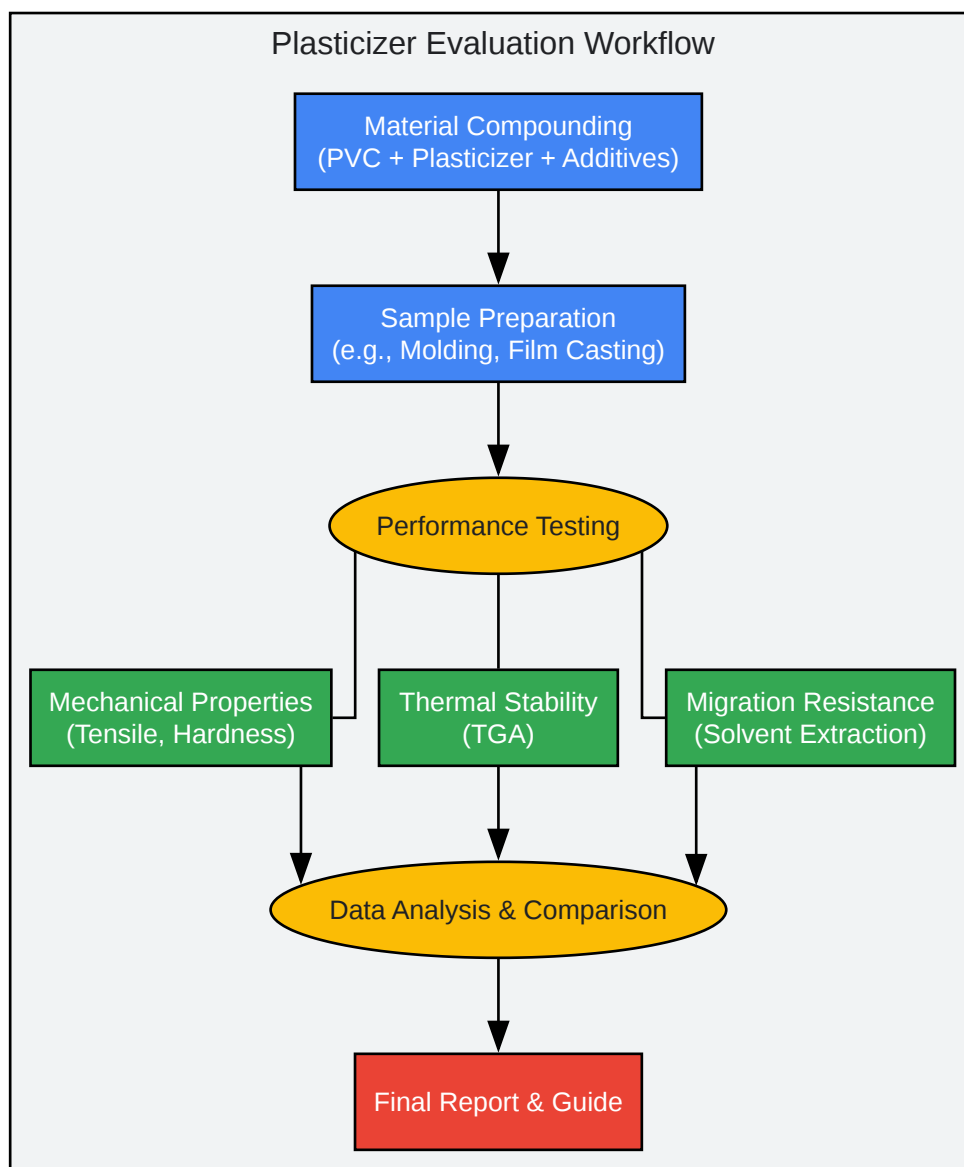 Plasticizer Evaluation Workflow
Material Compounding
(PVC + Plasticizer + Additives)
Sample Preparation
(e.g., Molding, Film Casting)
Performance Testing
Mechanical Properties
(Tensile, Hardness)
Thermal Stability
(TGA)
Migration Resistance
(Solvent Extraction)
Data Analysis & Comparison
Final Report & Guide